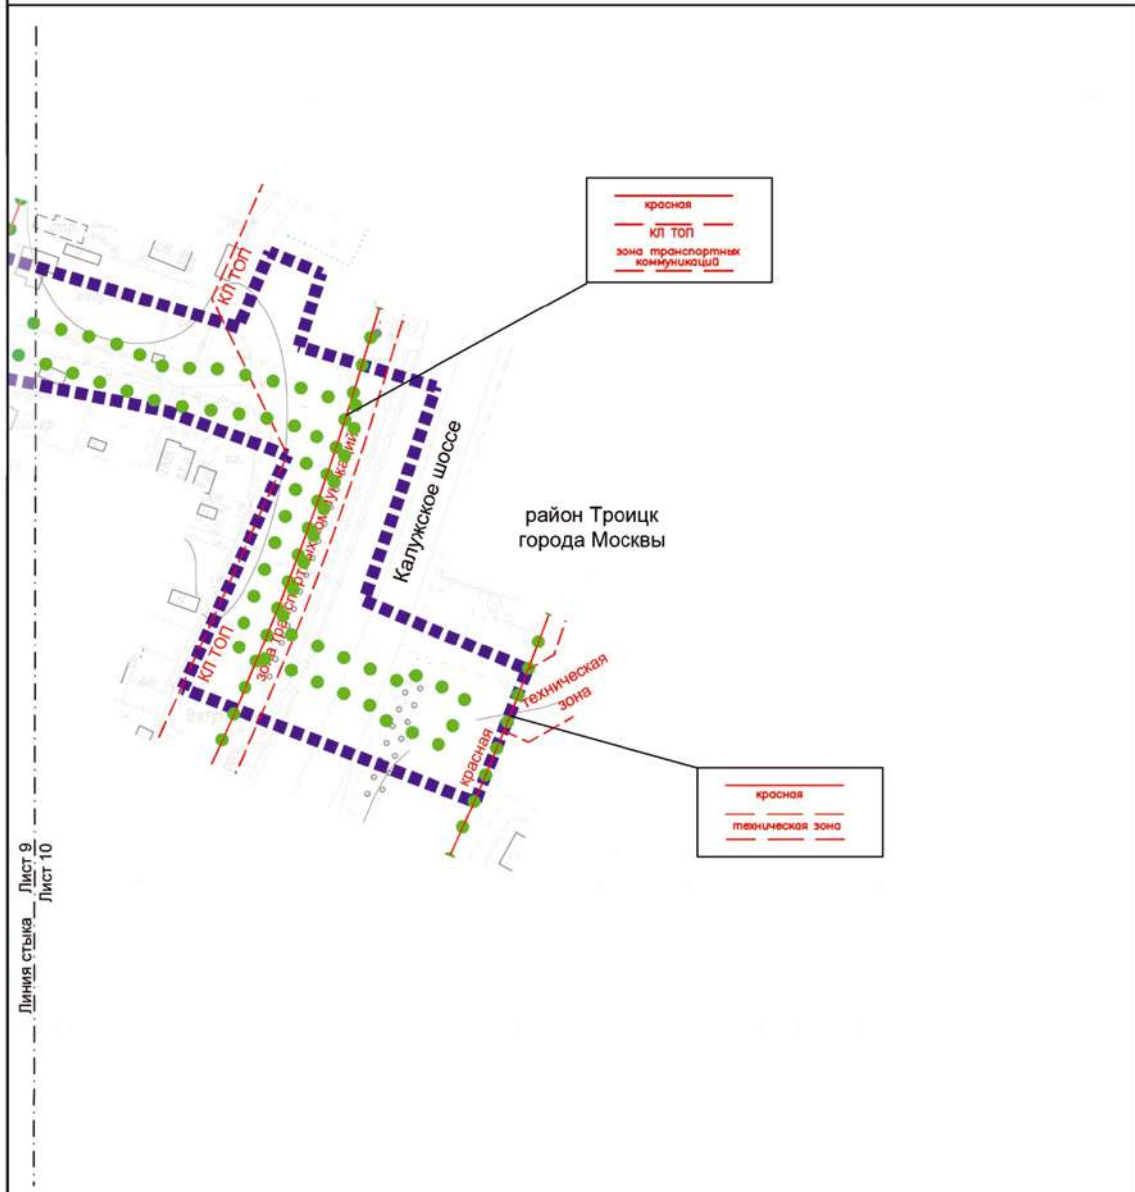 красная
КЛ ТОП
зона транспортных
коммуникаций
КЛ ТОП
Калужское шоссе
район Троицк
города Москвы
зона транспортных коммуникаций
КЛ ТОП
техническая
зона
красная
красная
техническая зона
Линия стыка
Лист 9
Лист 10